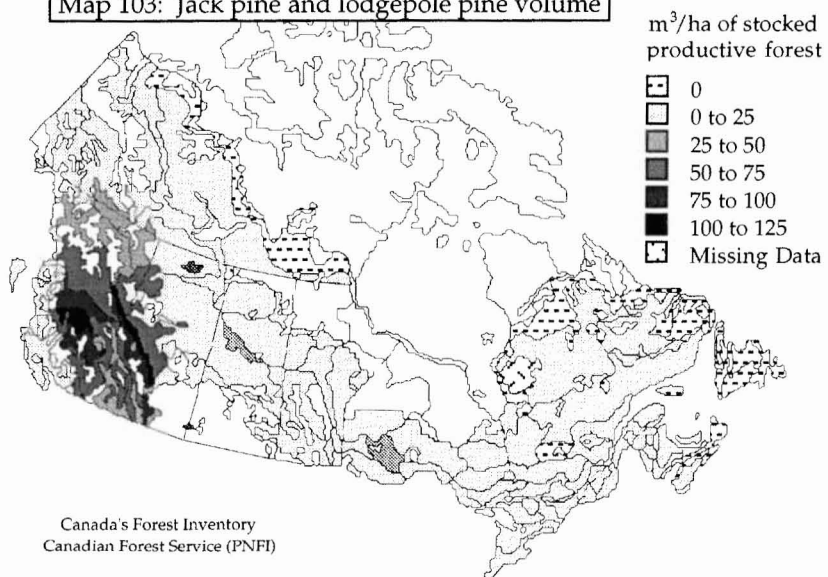 Map 103: Jack pine and lodgepole pine volume
m³/ha of stocked
productive forest
0
0 to 25
25 to 50
50 to 75
75 to 100
100 to 125
Missing Data
Canada's Forest Inventory
Canadian Forest Service (PNFI)